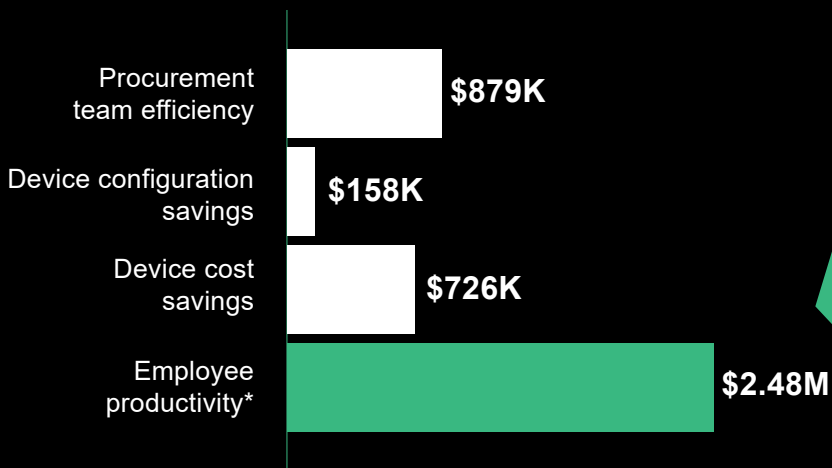 Procurement
team efficiency
$879K
Device configuration
savings
$158K
Device cost
savings
$726K
Employee
productivity*
$2.48M